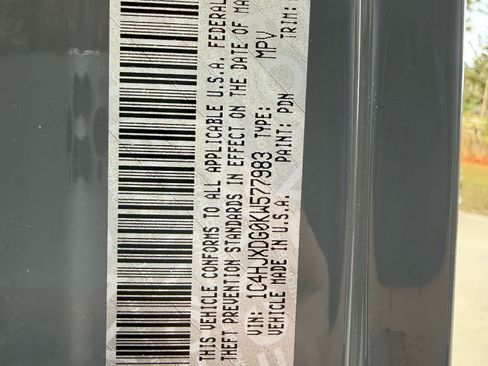 THIS VEHICLE CONFORMS TO ALL APPLICABLE U.S.A. FEDERAL
THEFT PREVENTION STANDARDS IN EFFECT ON THE DATE OF MA
VIN: 1C4HJXDG0KW577983 TYPE: MPV
VEHICLE MADE IN U.S.A. PAINT: PDN TRIM: